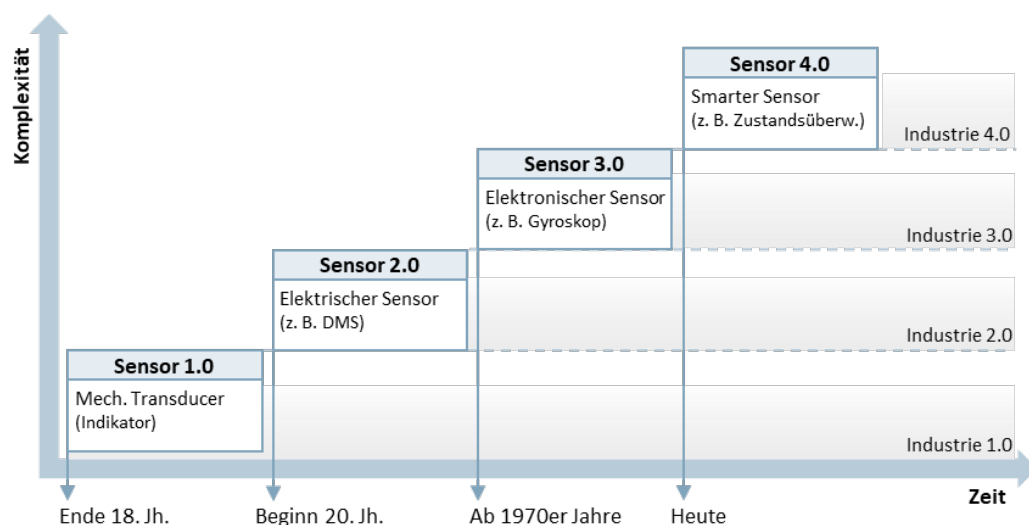 Komplexität
Sensor 4.0
Smarter Sensor
(z. B. Zustandsüberw.)
Industrie 4.0
Sensor 3.0
Elektronischer Sensor
(z. B. Gyroskop)
Industrie 3.0
Sensor 2.0
Elektrischer Sensor
(z. B. DMS)
Industrie 2.0
Sensor 1.0
Mech. Transducer
(Indikator)
Industrie 1.0
Zeit
Ende 18. Jh.
Beginn 20. Jh.
Ab 1970er Jahre
Heute